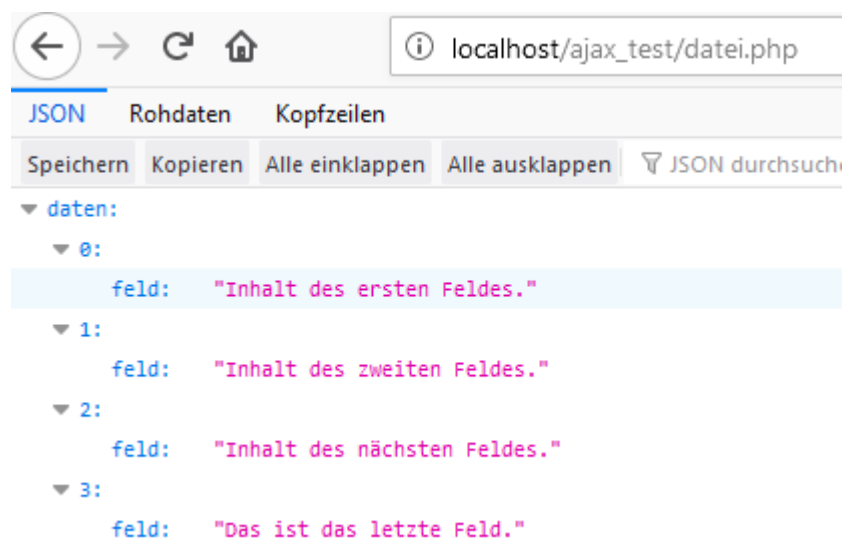 localhost/ajax_test/datei.php
JSON Rohdaten Kopfzeilen
Speichern Kopieren Alle einklappen Alle ausklappen JSON durchsuche
daten:
0:
feld: "Inhalt des ersten Feldes."
1:
feld: "Inhalt des zweiten Feldes."
2:
feld: "Inhalt des nächsten Feldes."
3:
feld: "Das ist das letzte Feld."